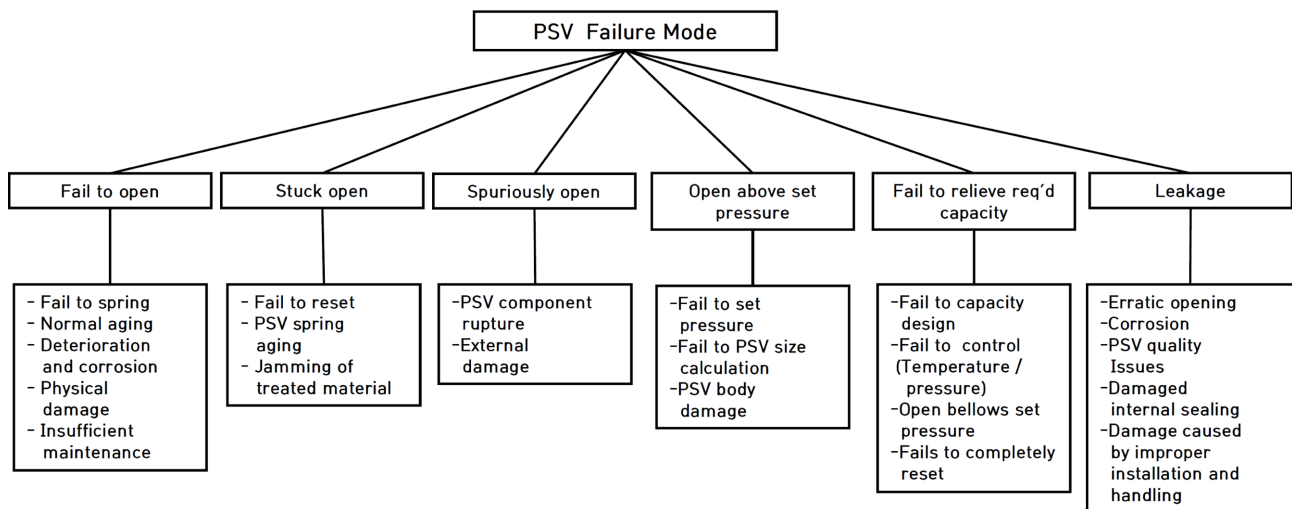 PSV Failure Mode
Fail to open
Stuck open
Spuriously open
Open above set
pressure
Fail to relieve req'd
capacity
Leakage
- Fail to spring
- Normal aging
- Deterioration
and corrosion
- Physical
damage
- Insufficient
maintenance
- Fail to reset
- PSV spring
aging
- Jamming of
treated material
-PSV component
rupture
-External
damage
-Fail to set
pressure
-Fail to PSV size
calculation
-PSV body
damage
-Fail to capacity
design
-Fail to control
(Temperature /
pressure)
-Open bellows set
pressure
-Fails to completely
reset
-Erratic opening
-Corrosion
-PSV quality
Issues
-Damaged
internal sealing
-Damage caused
by improper
installation and
handling